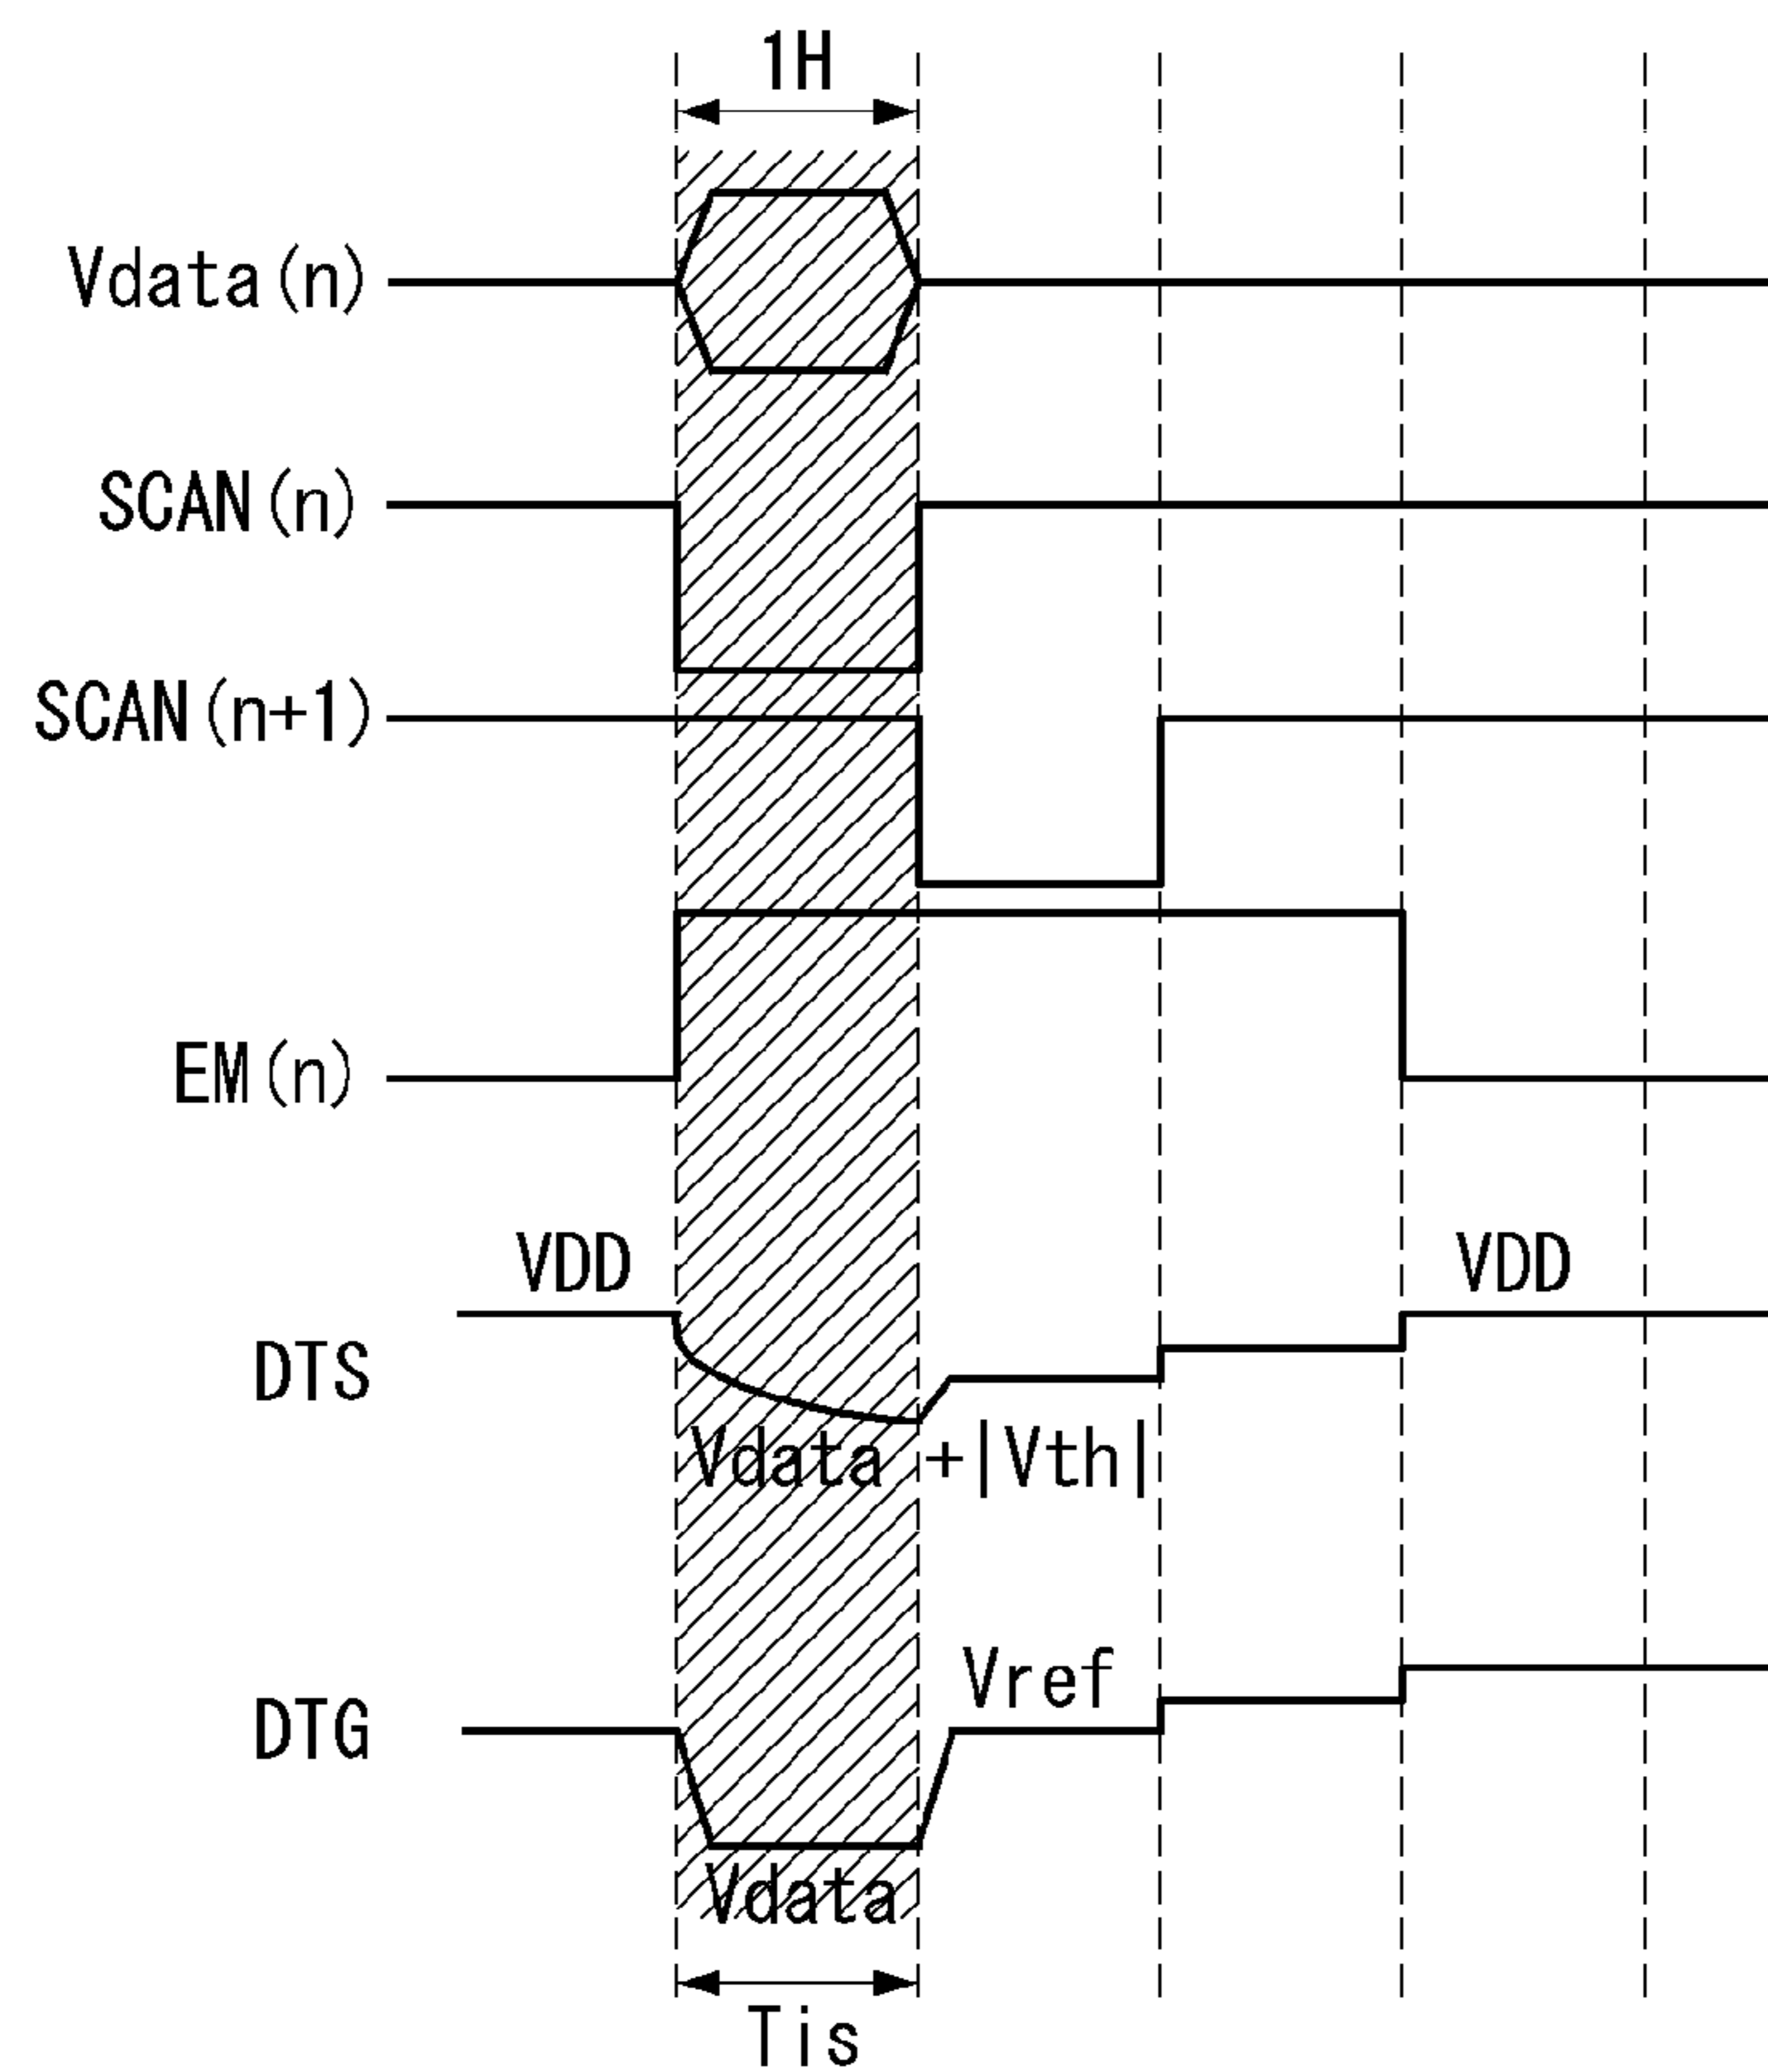 1H
Vdata(n)
SCAN(n)
SCAN(n+1)
EM(n)
VDD VDD
DTS
Vdata +|Vth|
Vref
DTG
Vdata
Tis